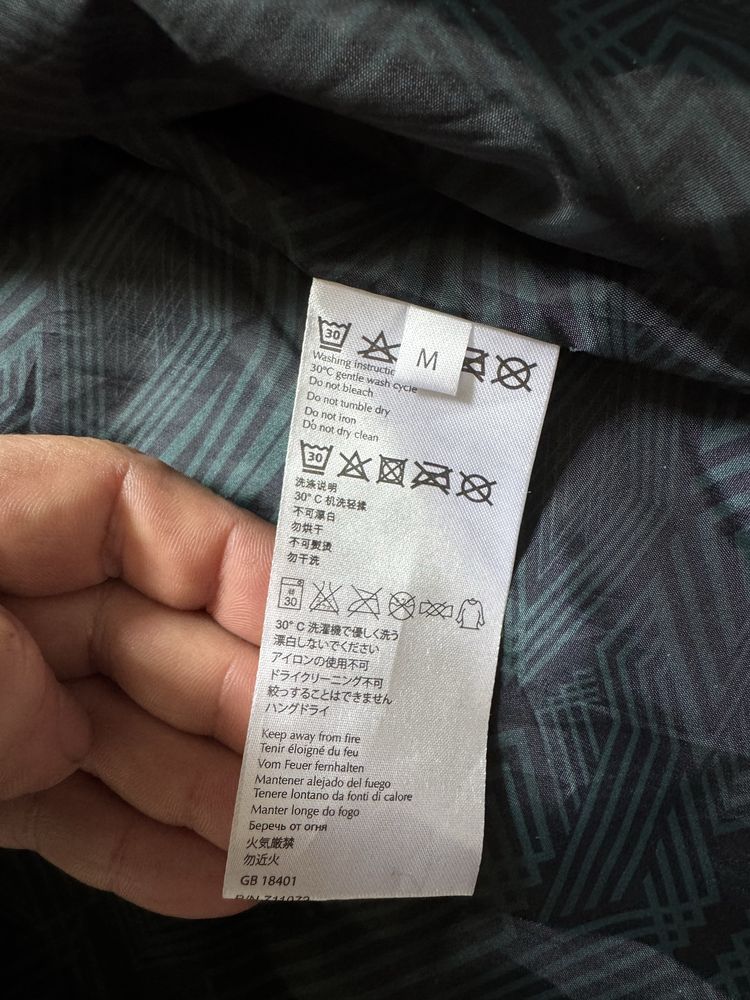 30
M
Washing
30°C gentle wash cycle
Do not bleach
Do not tumble dry
Do not iron
Do not dry clean
30
洗涤说明
30° C 机洗轻揉
不可漂白
勿烘干
不可熨烫
勿干洗
弱
30
30° C 洗濯機で優しく洗う
漂白しないでください
アイロンの使用不可
ドライクリーニング不可
絞っすることはできません
ハングドライ
Keep away from fire
Tenir éloigné du feu
Vom Feuer fernhalten
Mantener alejado del fuego
Tenere lontano da fonti di calore
Manter longe do fogo
Беречь от огня
火気厳禁
勿近火
GB 18401